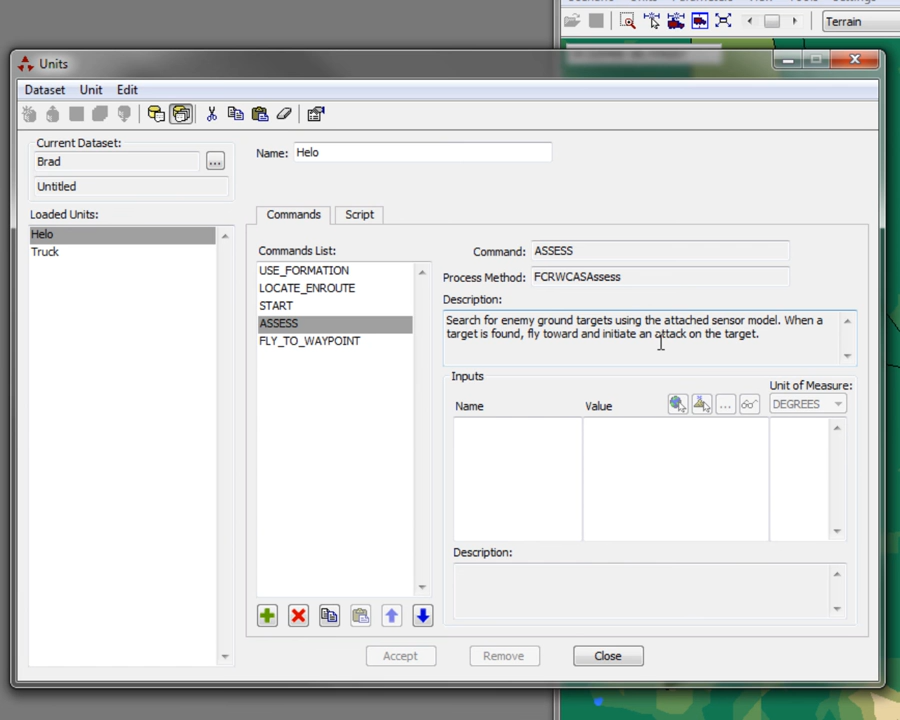 Terrain
Units
Dataset Unit Edit
Current Dataset:
Brad
...
Untitled
Name: Helo
Loaded Units:
Helo
Truck
Commands Script
Commands List:
USE_FORMATION
LOCATE_ENROUTE
START
ASSESS
FLY_TO_WAYPOINT
Command: ASSESS
Process Method: FCRWCASAssess
Description:
Search for enemy ground targets using the attached sensor model. When a
target is found, fly toward and initiate an attack on the target.
Inputs
Unit of Measure:
Name Value ... DEGREES
Description:
Accept Remove Close